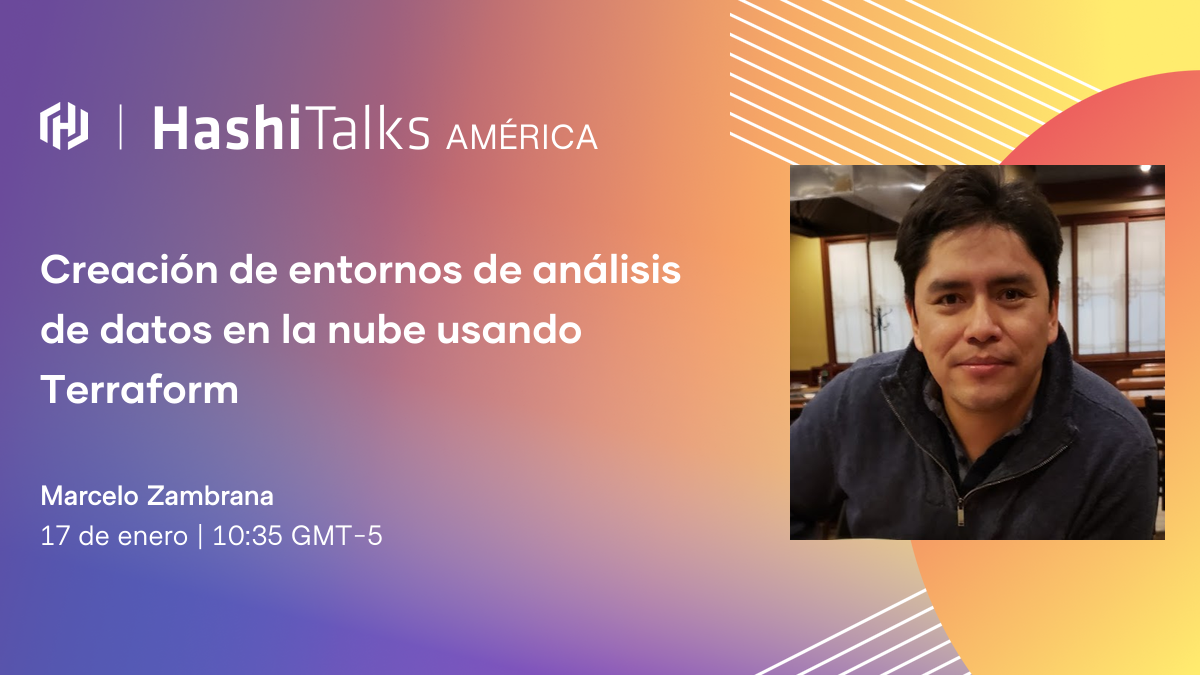 HashiTalks AMÉRICA
Creación de entornos de análisis
de datos en la nube usando
Terraform
Marcelo Zambrana
17 de enero | 10:35 GMT-5